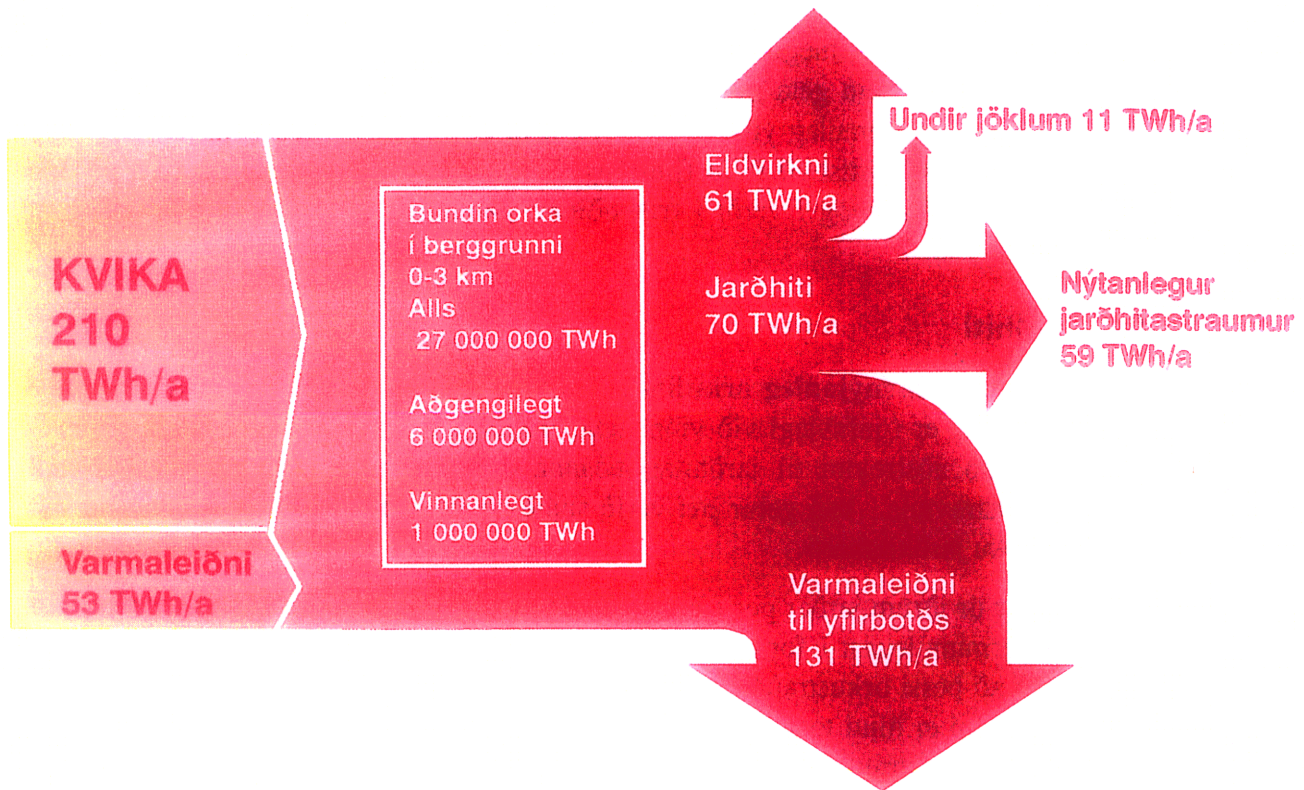 KVIKA
210
TWh/a
Varmaleiðni
53 TWh/a
Bundin orka
í berggrunni
0-3 km
Alls
27 000 000 TWh
Aðgengilegt
6 000 000 TWh
Vinnanlegt
1 000 000 TWh
Eldvirkni
61 TWh/a
Undir jöklum 11 TWh/a
Jarðhiti
70 TWh/a
Nýtanlegur
jarðhitastraumur
59 TWh/a
Varmaleiðni
til yfirbotðs
131 TWh/a